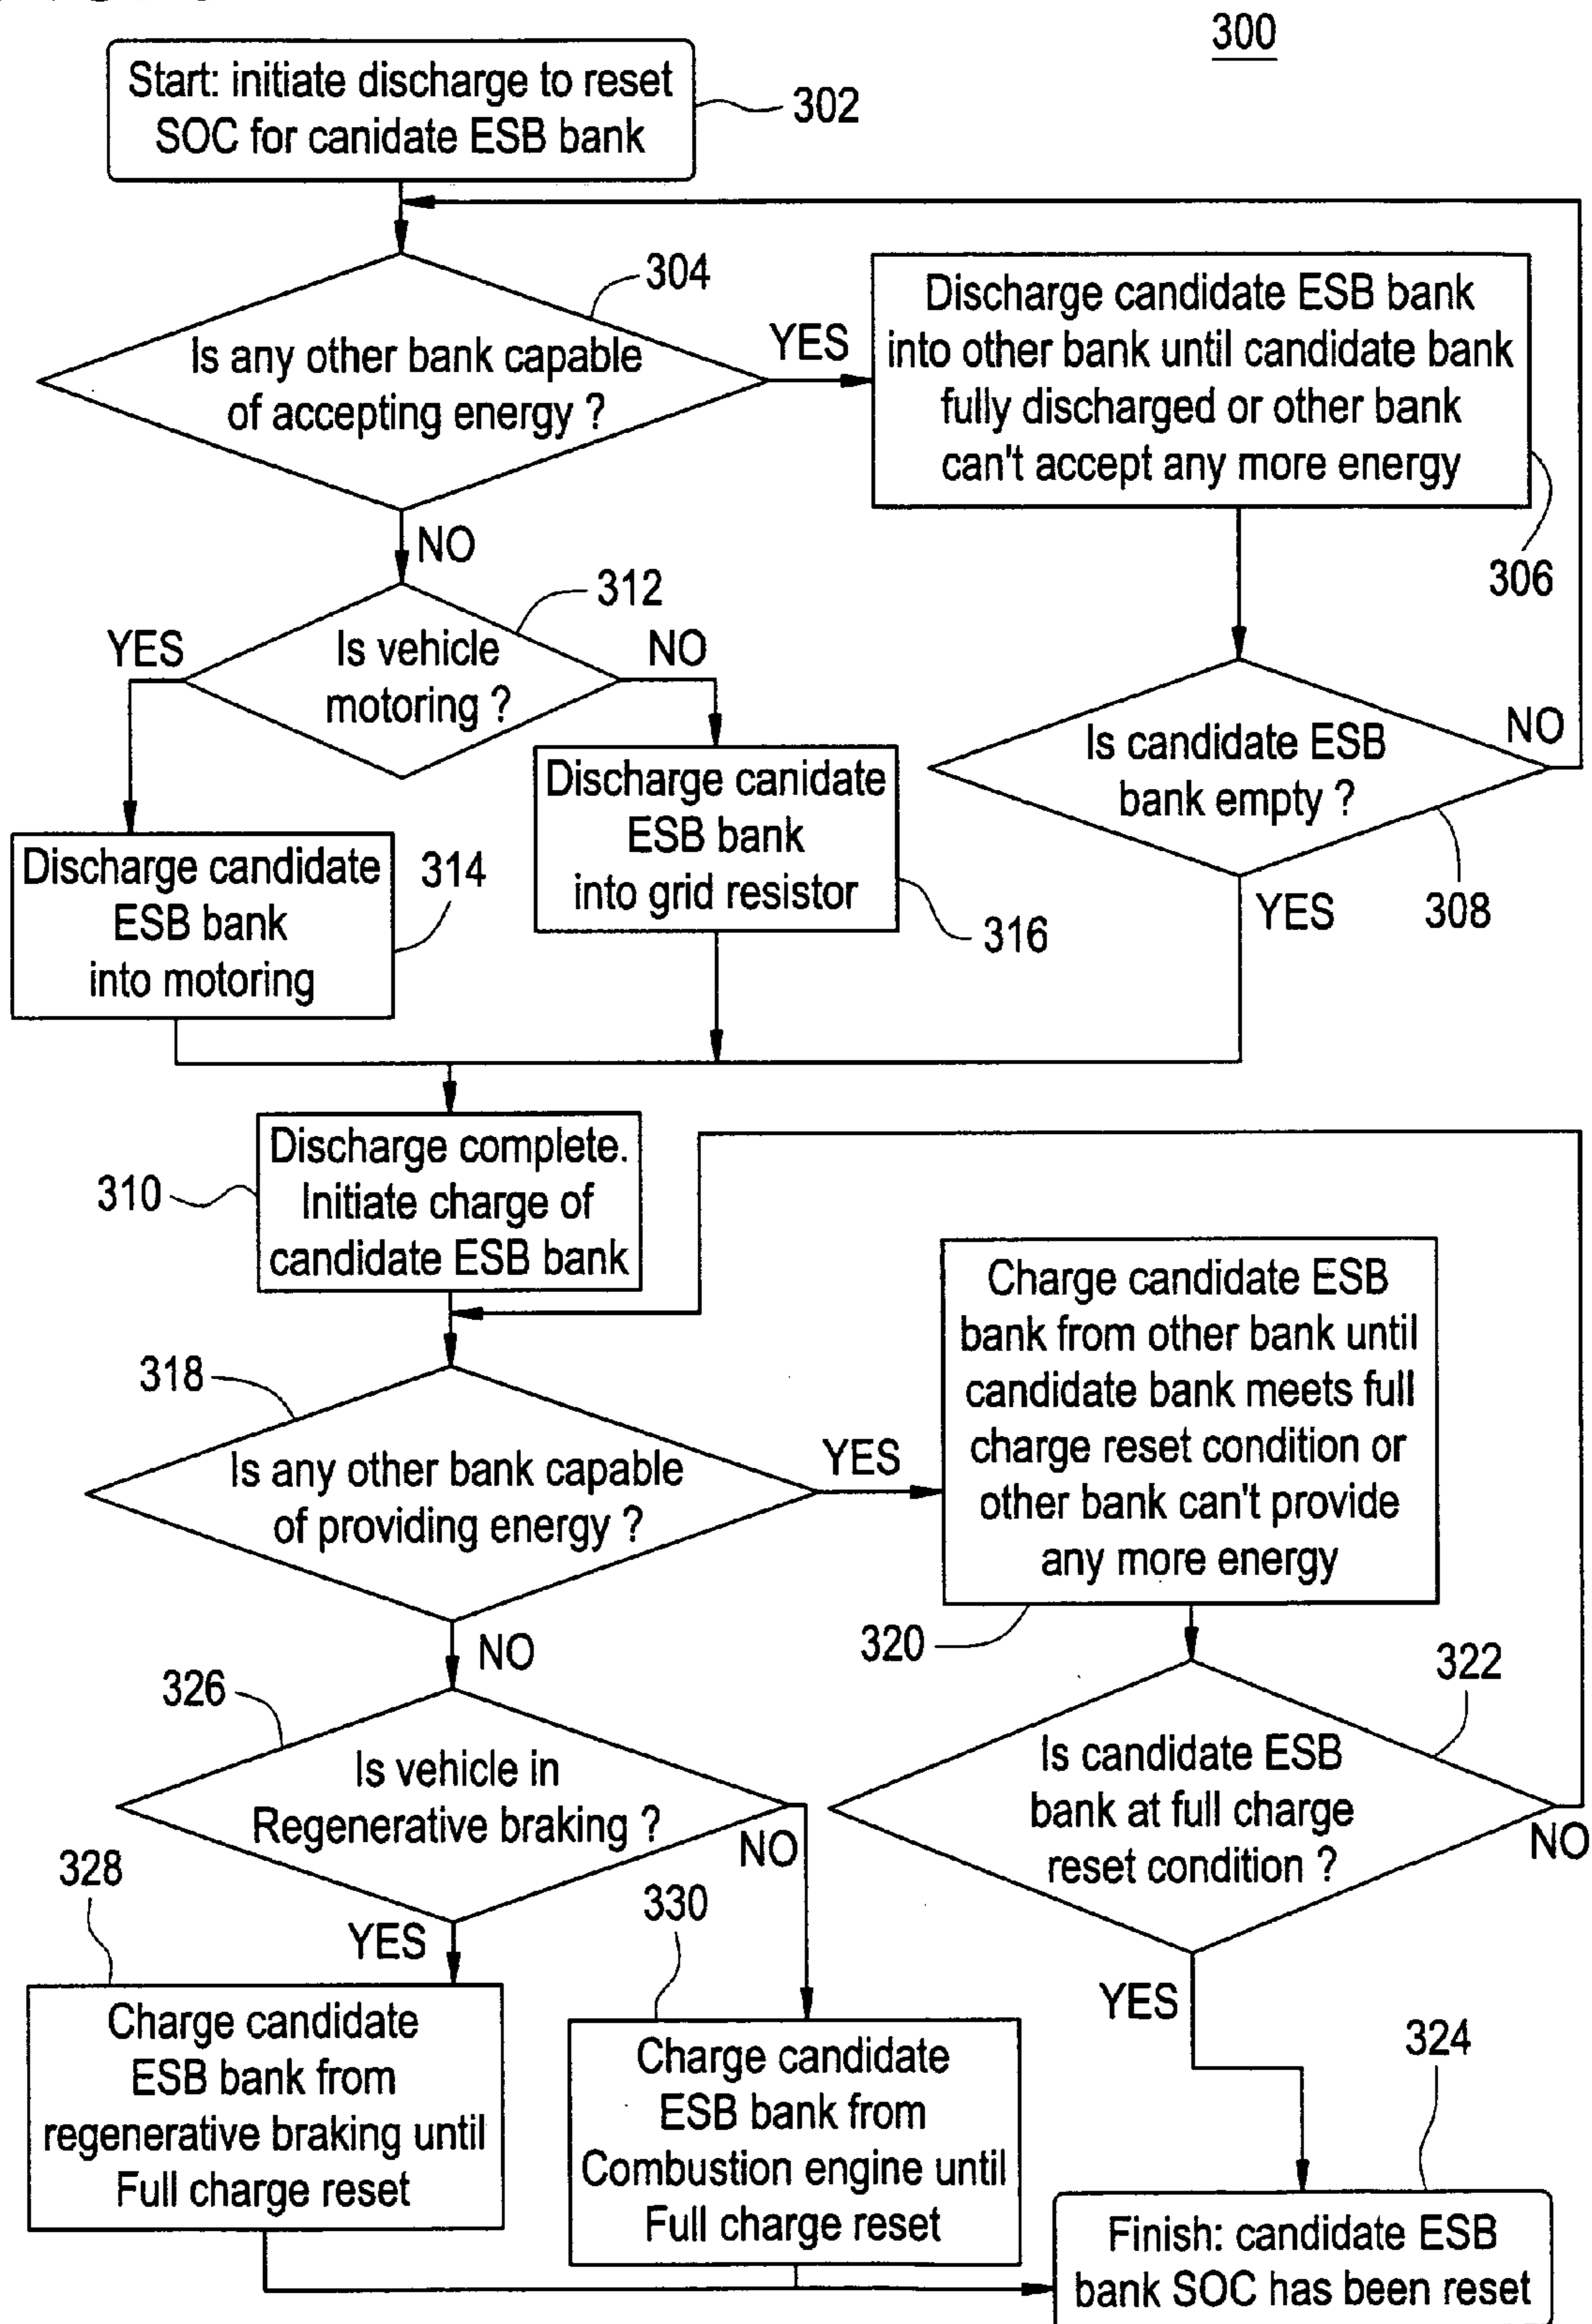 300
Start: initiate discharge to reset
SOC for canidate ESB bank
302
304
Is any other bank capable
of accepting energy ?
YES
Discharge candidate ESB bank
into other bank until candidate bank
fully discharged or other bank
can't accept any more energy
306
NO
312
Is vehicle
motoring ?
YES
NO
Is candidate ESB
bank empty ?
NO
308
YES
Discharge candidate
ESB bank
into motoring
314
Discharge canidate
ESB bank
into grid resistor
316
Discharge complete.
Initiate charge of
candidate ESB bank
310
318
Is any other bank capable
of providing energy ?
YES
Charge candidate ESB
bank from other bank until
candidate bank meets full
charge reset condition or
other bank can't provide
any more energy
320
NO
322
326
Is vehicle in
Regenerative braking ?
NO
YES
Is candidate ESB
bank at full charge
reset condition ?
NO
YES
328
Charge candidate
ESB bank from
regenerative braking until
Full charge reset
330
Charge candidate
ESB bank from
Combustion engine until
Full charge reset
324
Finish: candidate ESB
bank SOC has been reset